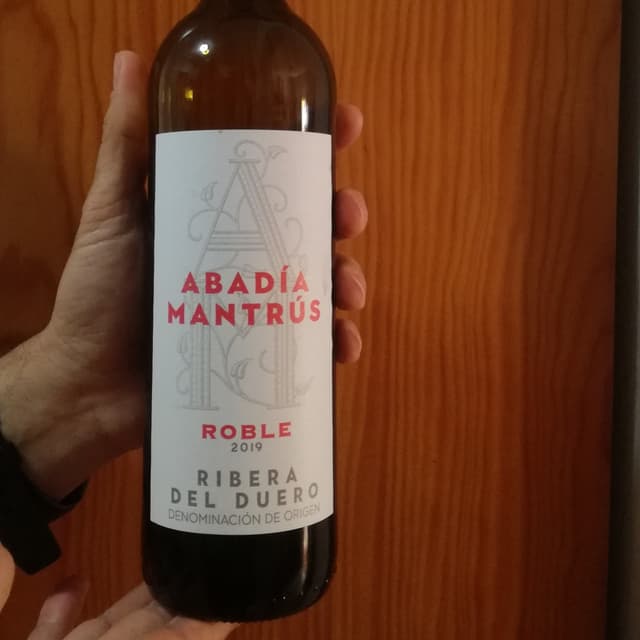 ABADÍA
MANTRÚS
ROBLE
2019
RIBERA
DEL DUERO
DENOMINACIÓN DE ORIGEN